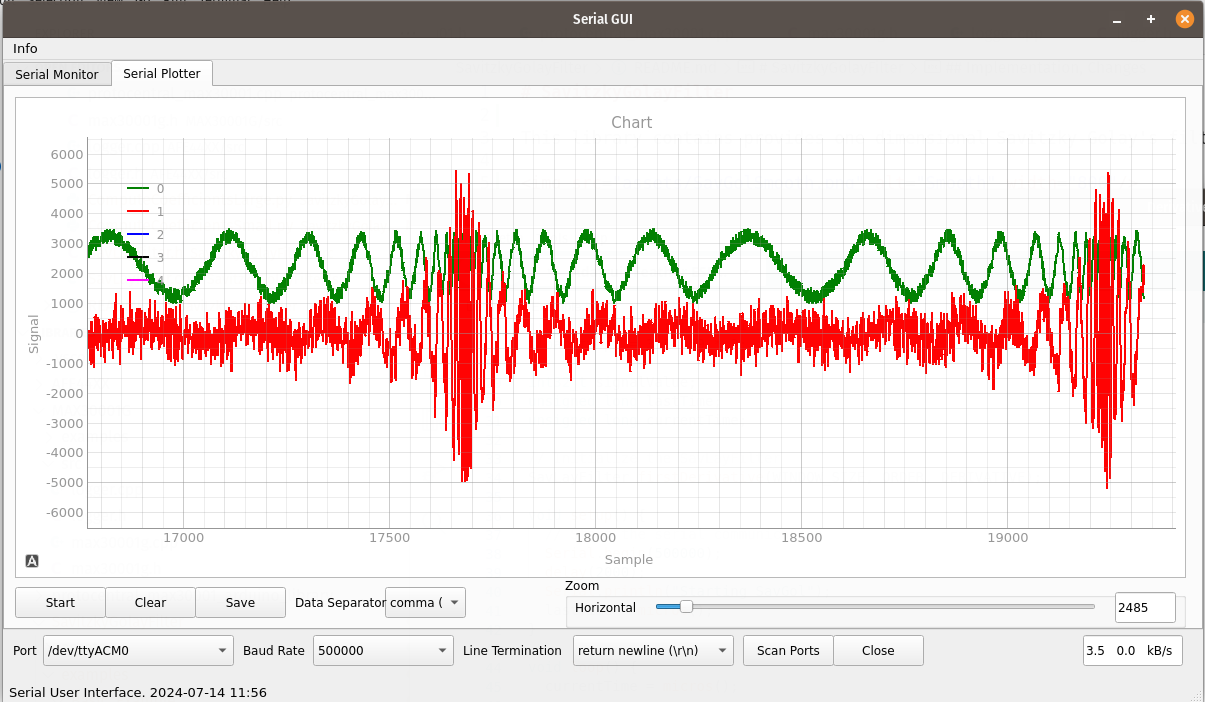 Serial GUI
Info
Serial Monitor
Serial Plotter
Chart
6000
5000
4000
3000
2000
1000
0
-1000
-2000
-3000
-4000
-5000
-6000
Signal
0
1
2
3
4
17000
17500
18000
18500
19000
Sample
A
Zoom
Start
Clear
Save
Data Separator
comma (
Horizontal
2485
Port
/dev/ttyACM0
Baud Rate
500000
Line Termination
return newline (\r\n)
Scan Ports
Close
3.5 0.0 kB/s
Serial User Interface. 2024-07-14 11:56